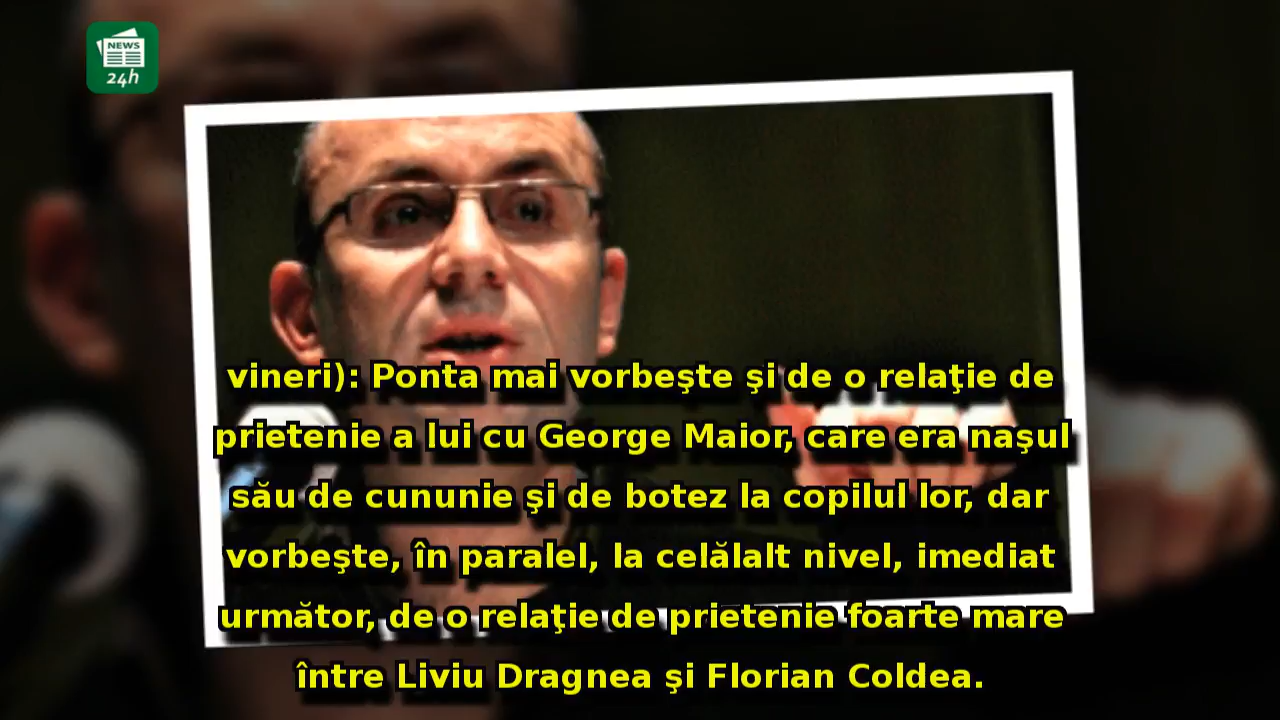 NEWS
24h
vineri): Ponta mai vorbeşte şi de o relaţie de
prietenie a lui cu George Maior, care era naşul
său de cununie şi de botez la copilul lor, dar
vorbeşte, în paralel, la celălalt nivel, imediat
următor, de o relaţie de prietenie foarte mare
între Liviu Dragnea şi Florian Coldea.